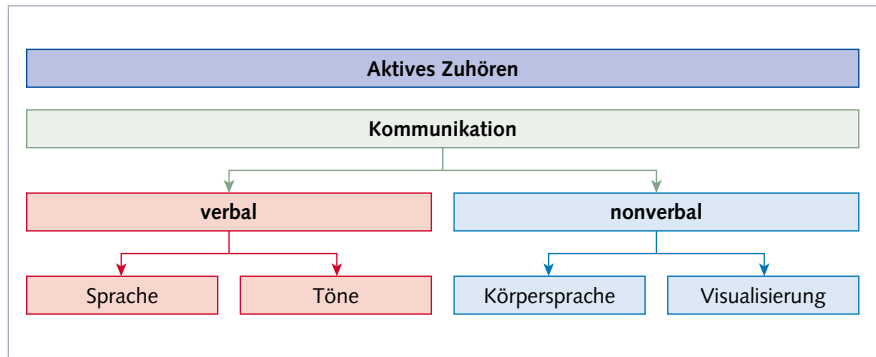 Aktives Zuhören
Kommunikation
verbal
nonverbal
Sprache
Töne
Körpersprache
Visualisierung